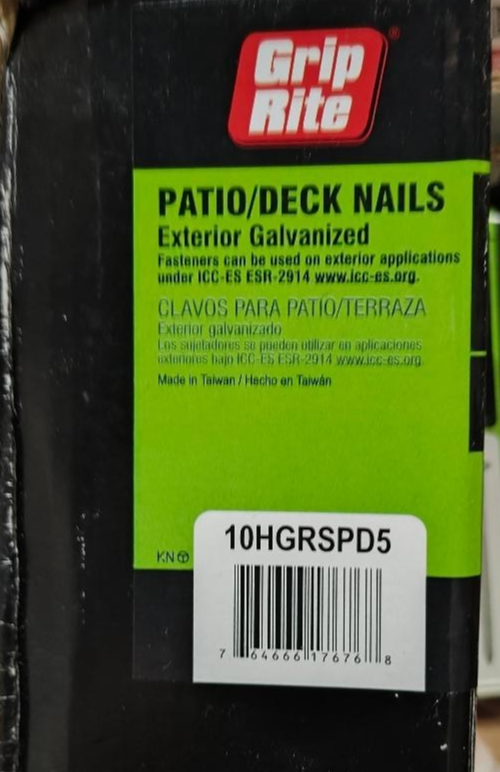 Grip
Rite®
PATIO/DECK NAILS
Exterior Galvanized
Fasteners can be used on exterior applications
under ICC-ES ESR-2914 www.icc-es.org.
CLAVOS PARA PATIO/TERRAZA
Exterior galvanizado
Los sujetadores se pueden utilizar en aplicaciones
exteriores bajo ICC-ES ESR-2914 www.icc-es.org.
Made in Taiwan / Hecho en Taiwán
KN
10HGRSPD5
7 64666 17676 8